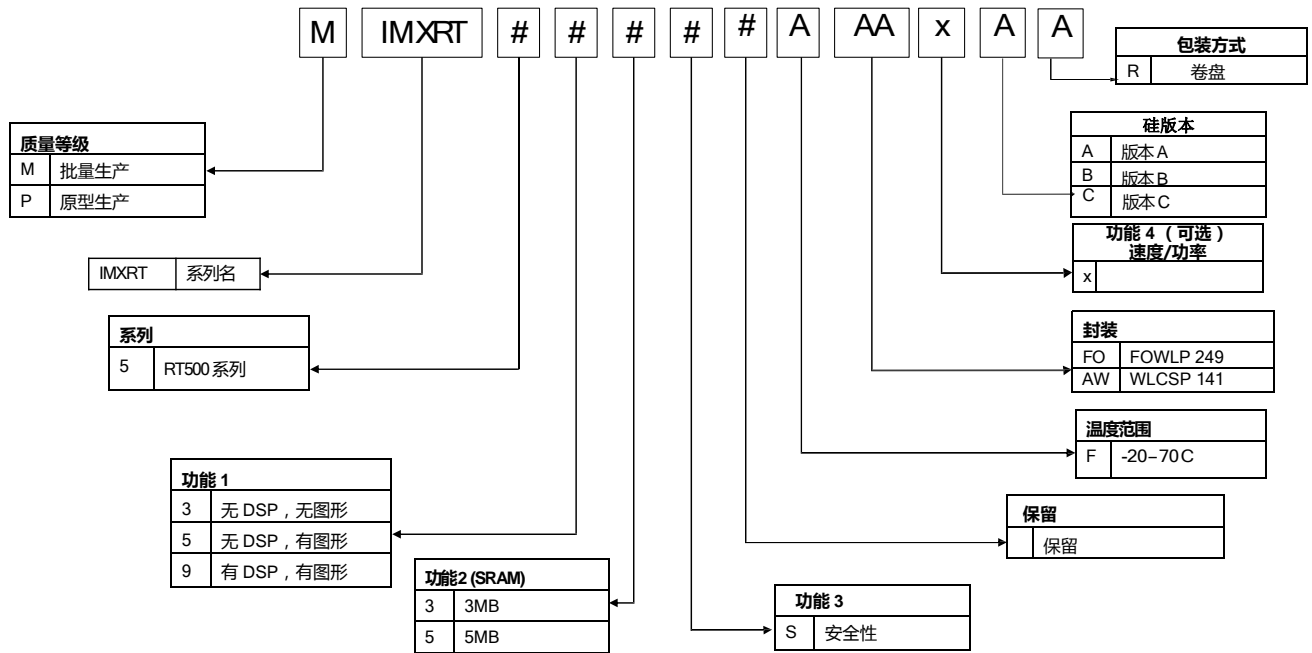 M IMXRT # # # # # A AA x A A
包装方式
R 卷盘
硅版本
A 版本A
B 版本B
C 版本C
质量等级
M 批量生产
P 原型生产
功能 4 （可选）
速度/功率
x
IMXRT 系列名
系列
5 RT500 系列
封装
FO FOWLP 249
AW WLCSP 141
温度范围
F -20–70 C
功能 1
3 无 DSP，无图形
5 无 DSP，有图形
9 有 DSP，有图形
保留
保留
功能2 (SRAM)
3 3MB
5 5MB
功能 3
S 安全性